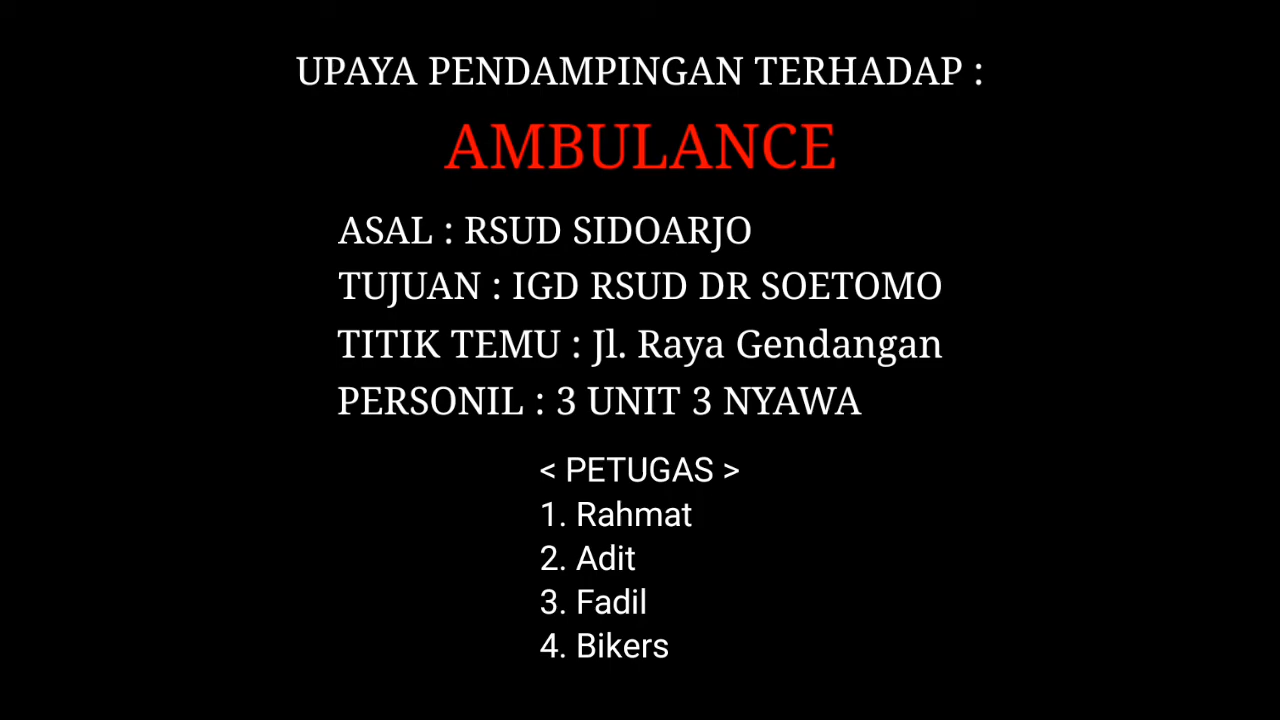 UPAYA PENDAMPINGAN TERHADAP :
AMBULANCE
ASAL : RSUD SIDOARJO
TUJUAN : IGD RSUD DR SOETOMO
TITIK TEMU : Jl. Raya Gendangan
PERSONIL : 3 UNIT 3 NYAWA
< PETUGAS >
1. Rahmat
2. Adit
3. Fadil
4. Bikers